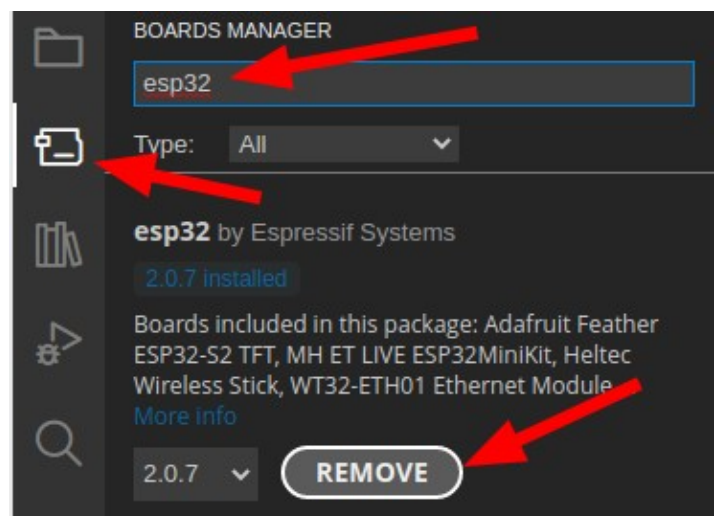 BOARDS MANAGER
esp32
Type: All
esp32 by Espressif Systems
2.0.7 installed
Boards included in this package: Adafruit Feather
ESP32-S2 TFT, MH ET LIVE ESP32MiniKit, Heltec
Wireless Stick, WT32-ETH01 Ethernet Module
More info
2.0.7 REMOVE